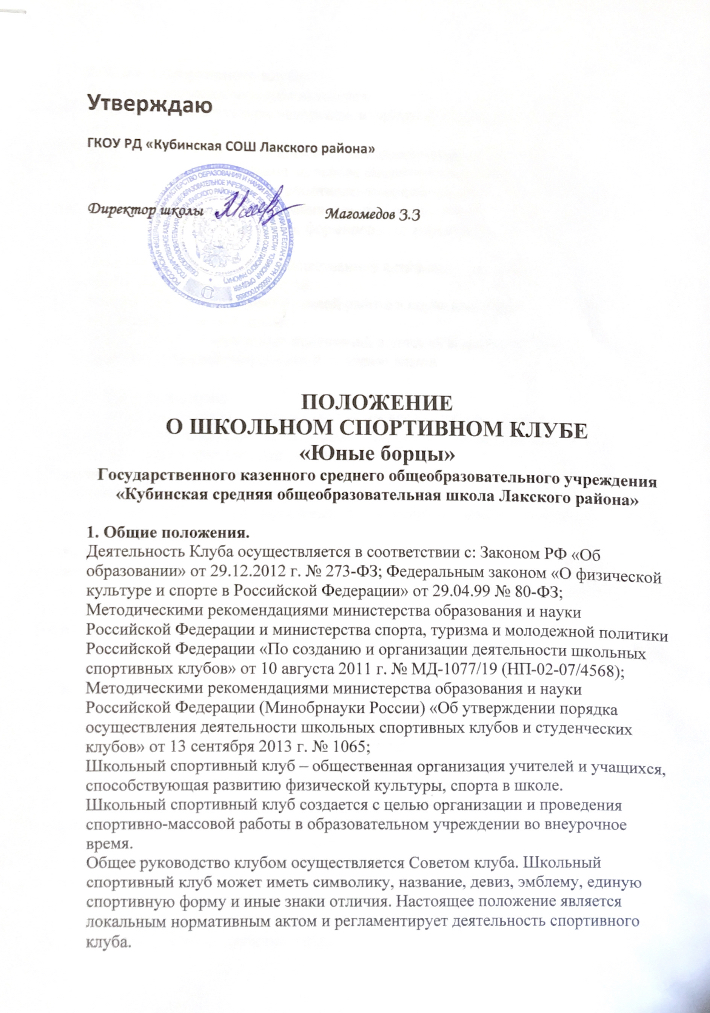 Утверждаю
ГКОУ РД «Кубинская СОШ Лакского района»
Директор школы Магомедов З.З
ПОЛОЖЕНИЕ
О ШКОЛЬНОМ СПОРТИВНОМ КЛУБЕ
«Юные борцы»
Государственного казенного среднего общеобразовательного учреждения
«Кубинская средняя общеобразовательная школа Лакского района»
1. Общие положения.
Деятельность Клуба осуществляется в соответствии с: Законом РФ «Об
образовании» от 29.12.2012 г. № 273-ФЗ; Федеральным законом «О физической
культуре и спорте в Российской Федерации» от 29.04.99 № 80-ФЗ;
Методическими рекомендациями министерства образования и науки
Российской Федерации и министерства спорта, туризма и молодежной политики
Российской Федерации «По созданию и организации деятельности школьных
спортивных клубов» от 10 августа 2011 г. № МД-1077/19 (НП-02-07/4568);
Методическими рекомендациями министерства образования и науки
Российской Федерации (Минобрнауки России) «Об утверждении порядка
осуществления деятельности школьных спортивных клубов и студенческих
клубов» от 13 сентября 2013 г. № 1065;
Школьный спортивный клуб – общественная организация учителей и учащихся,
способствующая развитию физической культуры, спорта в школе.
Школьный спортивный клуб создается с целью организации и проведения
спортивно-массовой работы в образовательном учреждении во внеурочное
время.
Общее руководство клубом осуществляется Советом клуба. Школьный
спортивный клуб может иметь символику, название, девиз, эмблему, единую
спортивную форму и иные знаки отличия. Настоящее положение является
локальным нормативным актом и регламентирует деятельность спортивного
клуба.